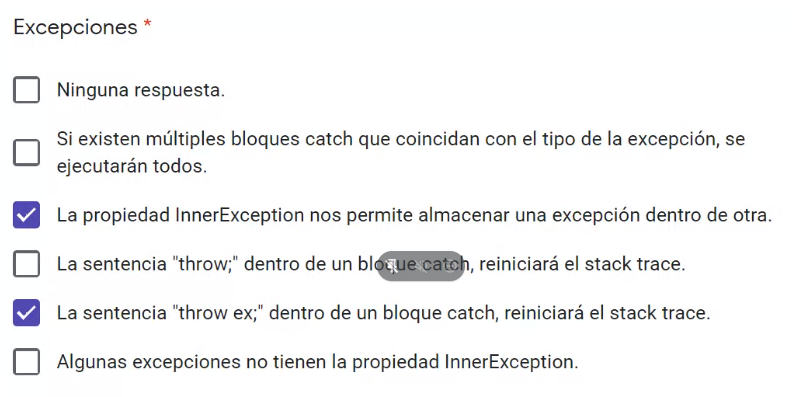 Excepciones *
Ninguna respuesta.
Si existen múltiples bloques catch que coincidan con el tipo de la excepción, se
ejecutarán todos.
La propiedad InnerException nos permite almacenar una excepción dentro de otra.
La sentencia "throw;" dentro de un bloque catch, reiniciará el stack trace.
La sentencia "throw ex;" dentro de un bloque catch, reiniciará el stack trace.
Algunas excepciones no tienen la propiedad InnerException.